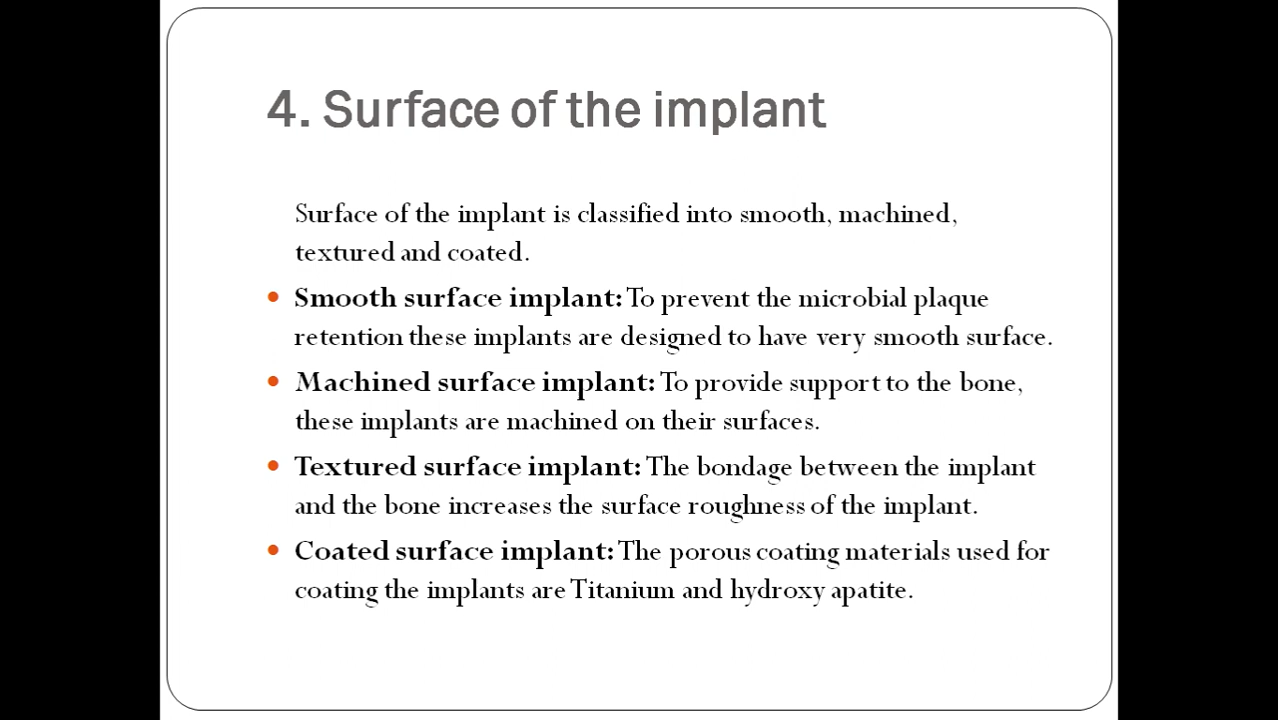 4. Surface of the implant
Surface of the implant is classified into smooth, machined,
textured and coated.
• Smooth surface implant: To prevent the microbial plaque
retention these implants are designed to have very smooth surface.
• Machined surface implant: To provide support to the bone,
these implants are machined on their surfaces.
• Textured surface implant: The bondage between the implant
and the bone increases the surface roughness of the implant.
• Coated surface implant: The porous coating materials used for
coating the implants are Titanium and hydroxy apatite.